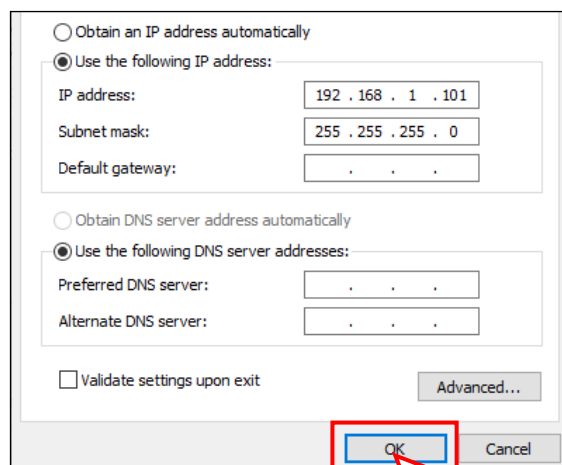 Obtain an IP address automatically
Use the following IP address:
IP address: 192 . 168 . 1 . 101
Subnet mask: 255 . 255 . 255 . 0
Default gateway: . . .
Obtain DNS server address automatically
Use the following DNS server addresses:
Preferred DNS server: . . .
Alternate DNS server: . . .
Validate settings upon exit
Advanced...
OK Cancel